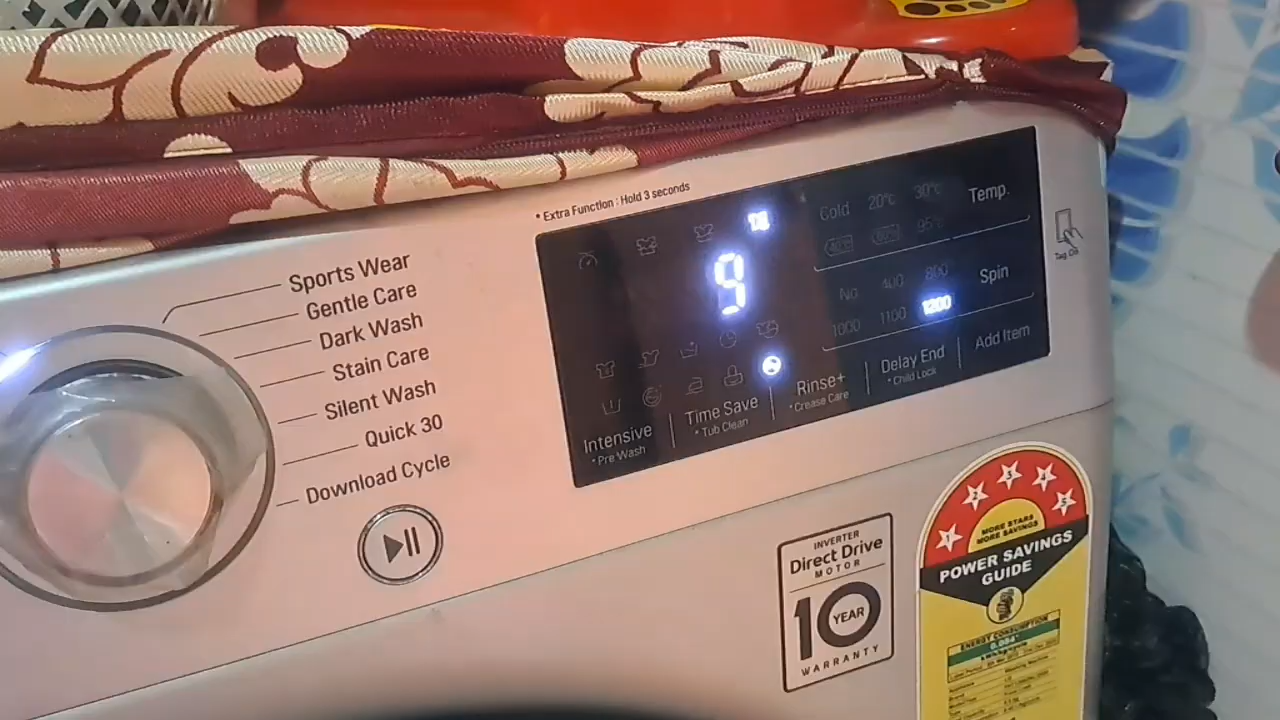 * Extra Function : Hold 3 seconds
Sports Wear
Gentle Care
Dark Wash
Stain Care
Silent Wash
Quick 30
Download Cycle
9
Cold 20℃ 30℃ Temp.
95℃
No 400 800 Spin
1000 1100 1200
Intensive
* Pre Wash
Time Save
* Tub Clean
Rinse+
* Crease Care
Delay End
* Child Lock
Add Item
Tag On
INVERTER
Direct Drive
MOTOR
10 YEAR
WARRANTY
MORE STARS
MORE SAVINGS
POWER SAVINGS
GUIDE
ENERGY CONSUMPTION